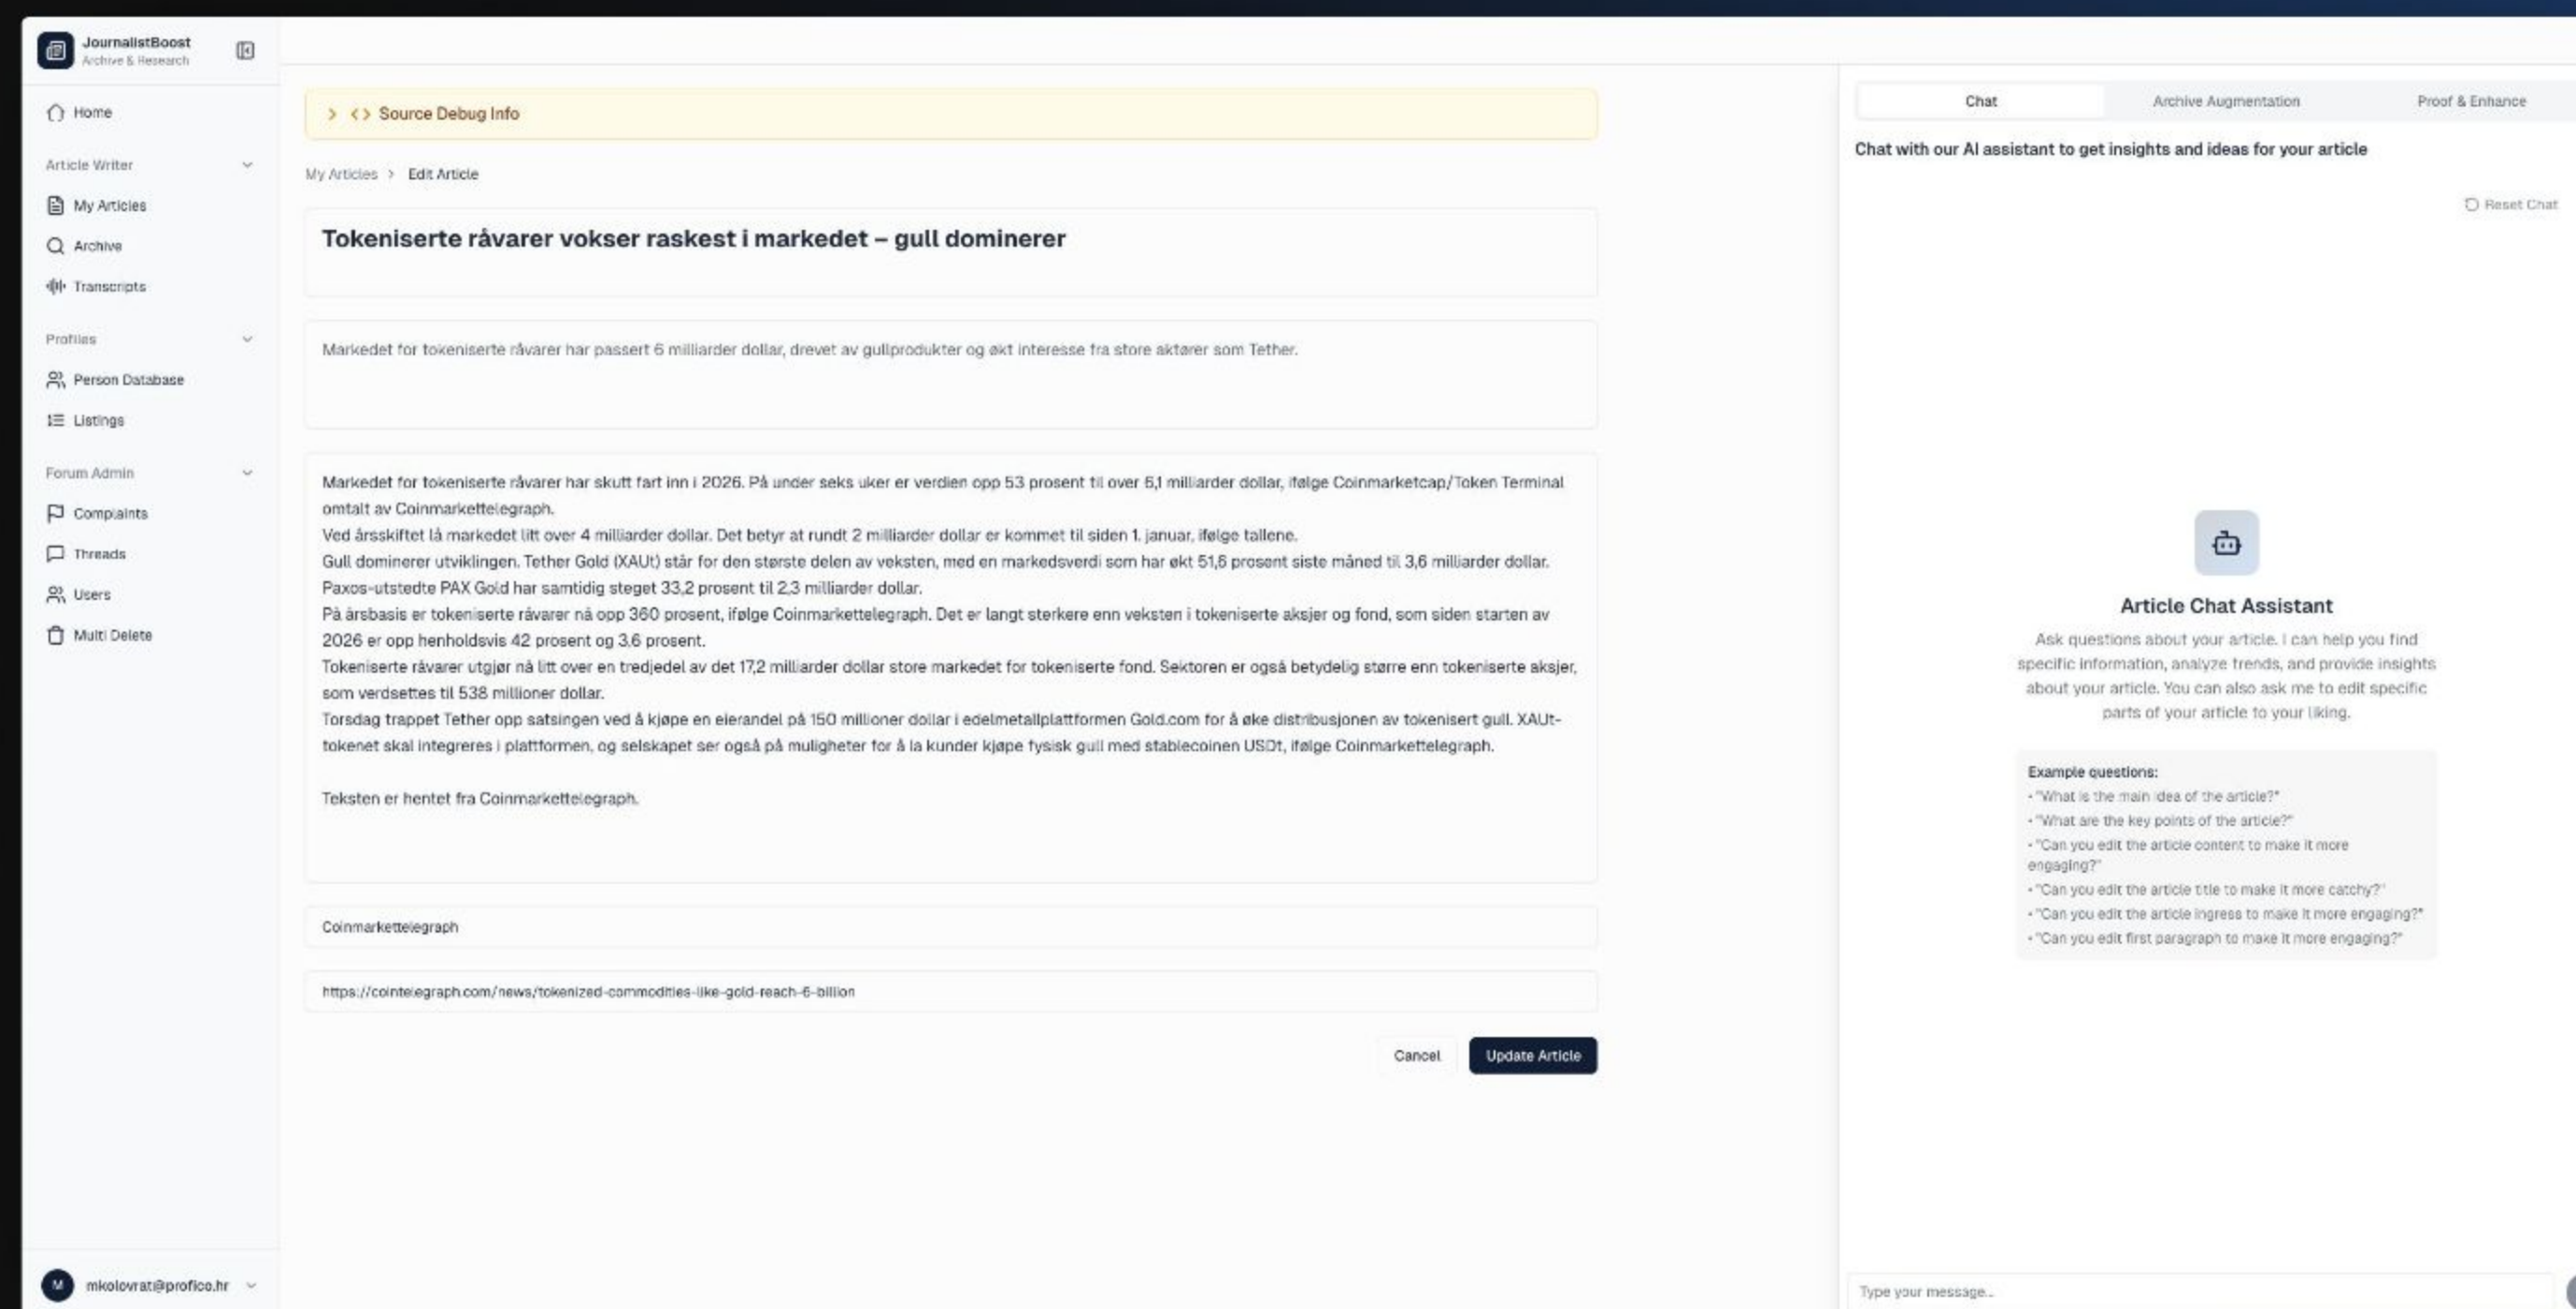 JournalistBoost
Archive & Research
Home
Article Writer
My Articles
Archive
Transcripts
Profiles
Person Database
Listings
Forum Admin
Complaints
Threads
Users
Multi Delete
M
mkolovrat@profico.hr
Source Debug Info
My Articles > Edit Article
Tokeniserte råvarer vokser raskest i markedet – gull dominerer
Markedet for tokeniserte råvarer har passert 6 milliarder dollar, drevet av gullprodukter og økt interesse fra store aktører som Tether.
Markedet for tokeniserte råvarer har skutt fart inn i 2026. På under seks uker er verdien opp 53 prosent til over 6,1 milliarder dollar, ifølge Coinmarketcap/Token Terminal
omtalt av Coinmarkettelegraph.
Ved årsskiftet lå markedet litt over 4 milliarder dollar. Det betyr at rundt 2 milliarder dollar er kommet til siden 1. januar, ifølge tallene.
Gull dominerer utviklingen. Tether Gold (XAUt) står for den største delen av veksten, med en markedsverdi som har økt 51,6 prosent siste måned til 3,6 milliarder dollar.
Paxos-utstedte PAX Gold har samtidig steget 33,2 prosent til 2,3 milliarder dollar.
På årsbasis er tokeniserte råvarer nå opp 360 prosent, ifølge Coinmarkettelegraph. Det er langt sterkere enn veksten i tokeniserte aksjer og fond, som siden starten av
2026 er opp henholdsvis 42 prosent og 3,6 prosent.
Tokeniserte råvarer utgjør nå litt over en tredjedel av det 17,2 milliarder dollar store markedet for tokeniserte fond. Sektoren er også betydelig større enn tokeniserte aksjer,
som verdsettes til 538 millioner dollar.
Torsdag trappet Tether opp satsingen ved å kjøpe en eierandel på 150 millioner dollar i edelmetallplattformen Gold.com for å øke distribusjonen av tokenisert gull. XAUt-
tokenet skal integreres i plattformen, og selskapet ser også på muligheter for å la kunder kjøpe fysisk gull med stablecoinen USDt, ifølge Coinmarkettelegraph.
Teksten er hentet fra Coinmarkettelegraph.
Coinmarkettelegraph
https://cointelegraph.com/news/tokenized-commodities-like-gold-reach-6-billion
Cancel
Update Article
Chat
Archive Augmentation
Proof & Enhance
Chat with our AI assistant to get insights and ideas for your article
Reset Chat
Article Chat Assistant
Ask questions about your article. I can help you find
specific information, analyze trends, and provide insights
about your article. You can also ask me to edit specific
parts of your article to your liking.
Example questions:
• "What is the main idea of the article?"
• "What are the key points of the article?"
• "Can you edit the article content to make it more
engaging?"
• "Can you edit the article title to make it more catchy?"
• "Can you edit the article ingress to make it more engaging?"
• "Can you edit first paragraph to make it more engaging?"
Type your message...